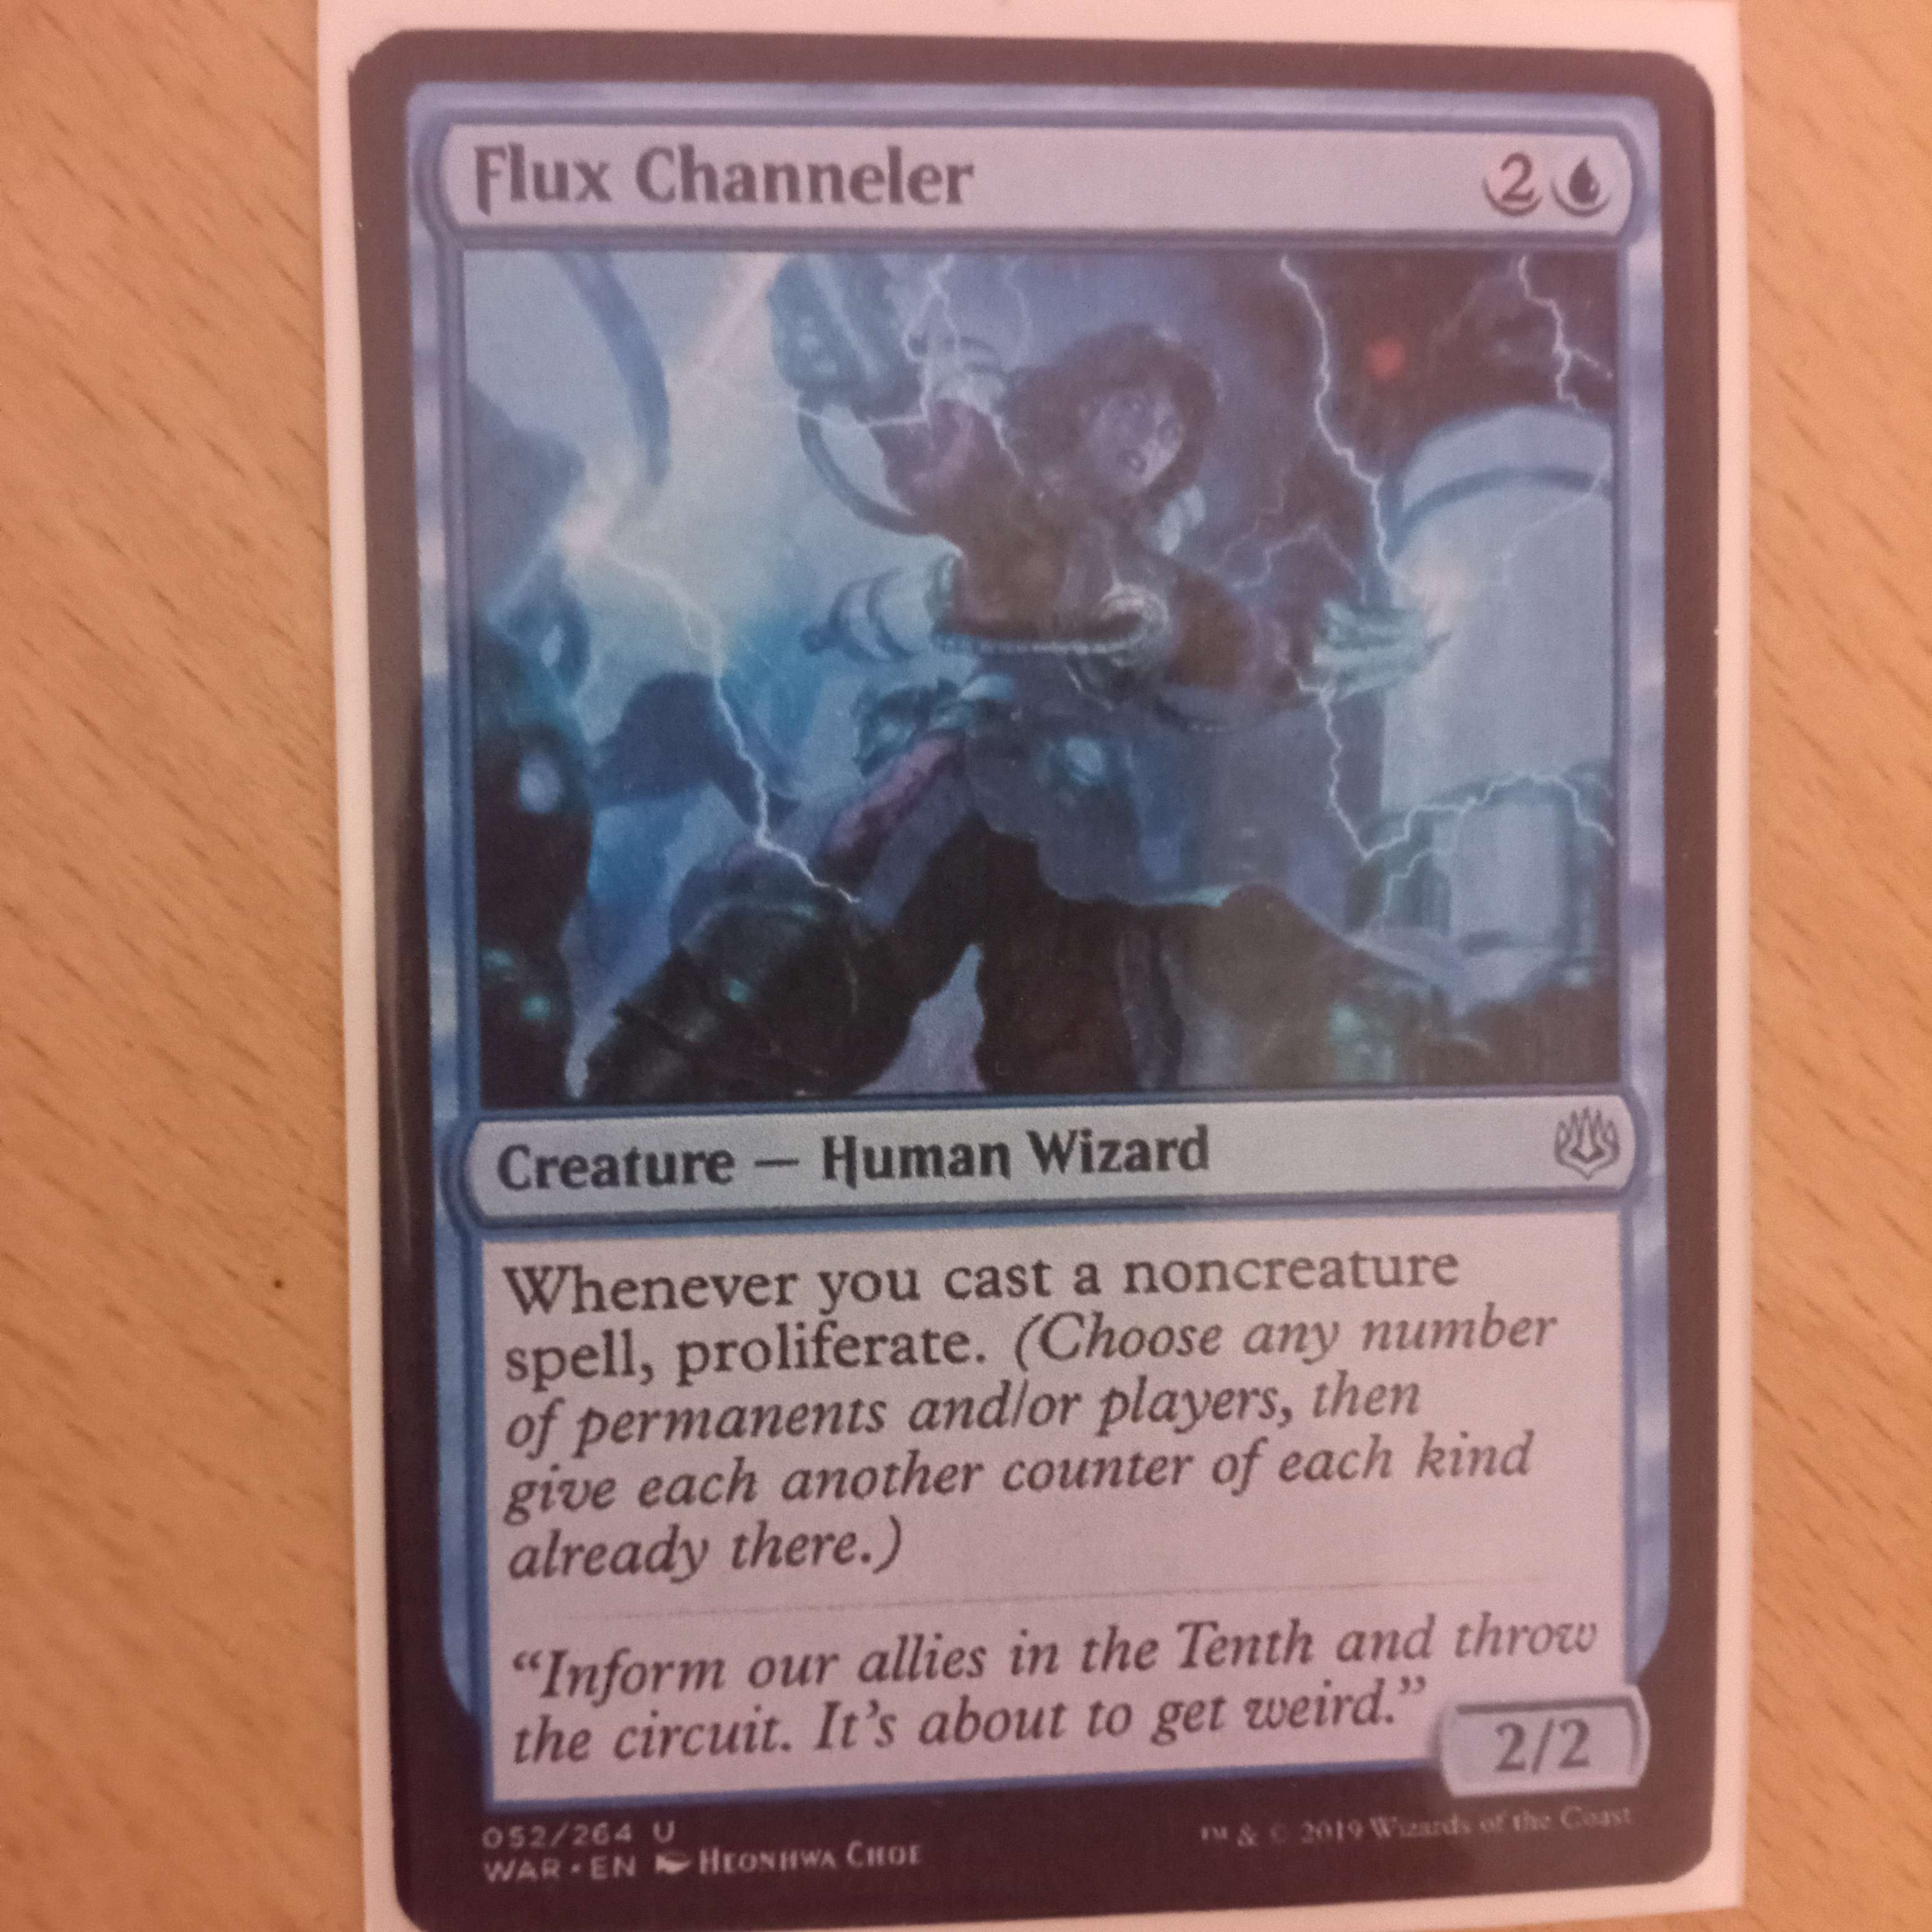 Flux Channeler 2
Creature — Human Wizard
Whenever you cast a noncreature
spell, proliferate. (Choose any number
of permanents and/or players, then
give each another counter of each kind
already there.)
“Inform our allies in the Tenth and throw
the circuit. It’s about to get weird.”
2/2
052/264 U
WAR • EN HEONHWA CHOE
™ & © 2019 Wizards of the Coast